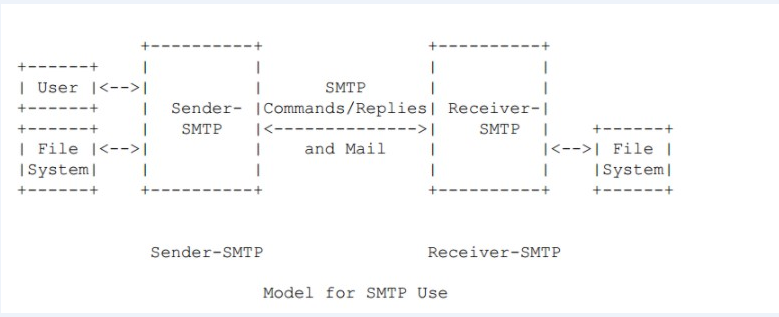 +----------+                +----------+
+------+    |          |                |          |
| User |<-->|          |      SMTP      |          |
+------+    |  Sender- |Commands/Replies| Receiver-|
+------+    |   SMTP   |<-------------->|    SMTP  |    +------+
| File |<-->|          |    and Mail    |          |<-->| File |
|System|    |          |                |          |    |System|
+------+    +----------+                +----------+    +------+
             Sender-SMTP                Receiver-SMTP
                        Model for SMTP Use